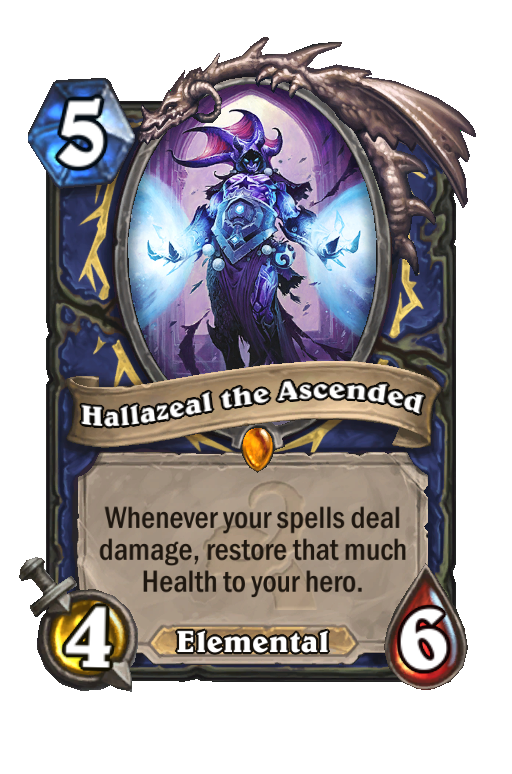 5
Hallazeal the Ascended
Whenever your spells deal
damage, restore that much
Health to your hero.
4
Elemental
6